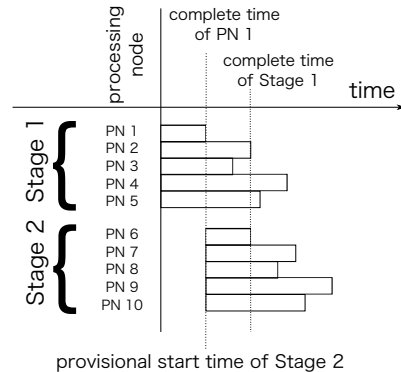 complete time
of PN 1
complete time
of Stage 1
processing
node
time
Stage 1
PN 1
PN 2
PN 3
PN 4
PN 5
Stage 2
PN 6
PN 7
PN 8
PN 9
PN 10
provisional start time of Stage 2